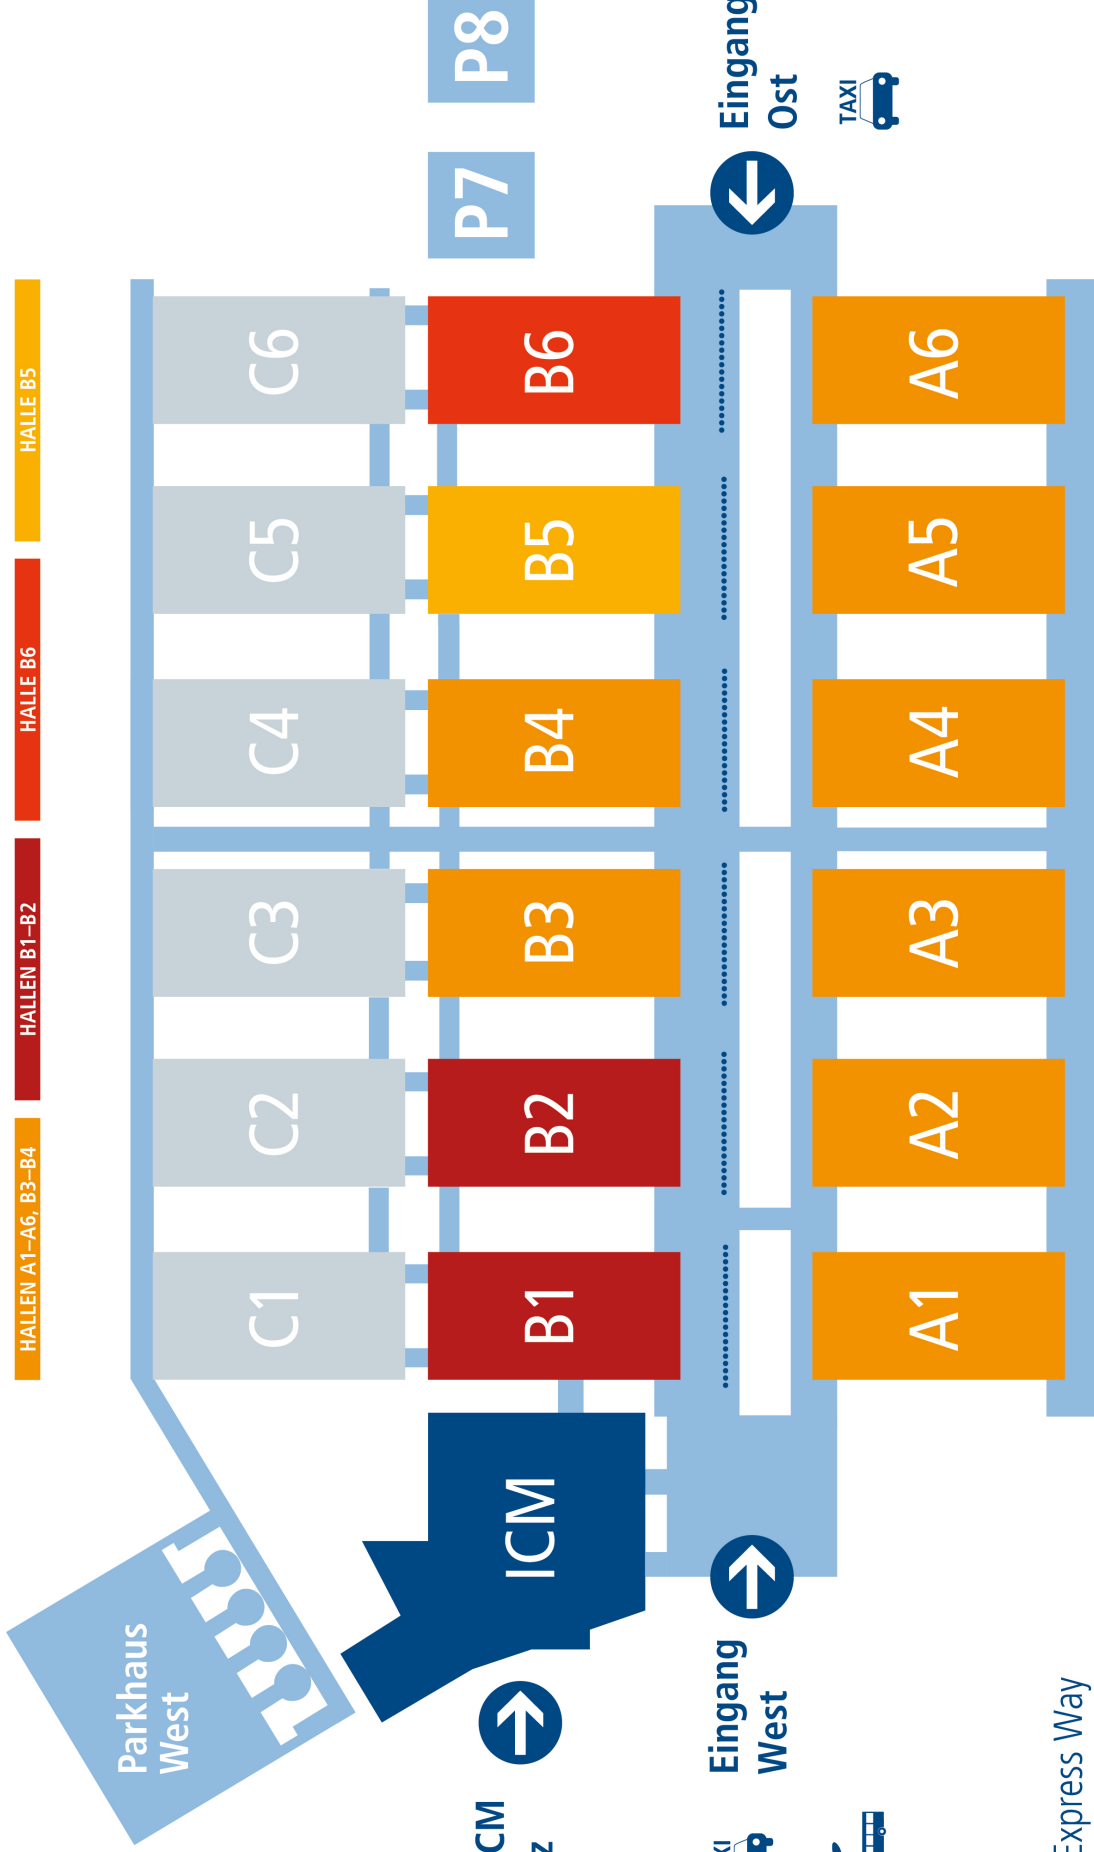 HALLEN A1–A6, B3–B4
HALLEN B1–B2
HALLE B6
HALLE B5
Parkhaus
West
C1
C2
C3
C4
C5
C6
ICM
B1
B2
B3
B4
B5
B6
P7
P8
CM
z
Eingang
West
Eingang
Ost
XI
TAXI
A1
A2
A3
A4
A5
A6
Express Way